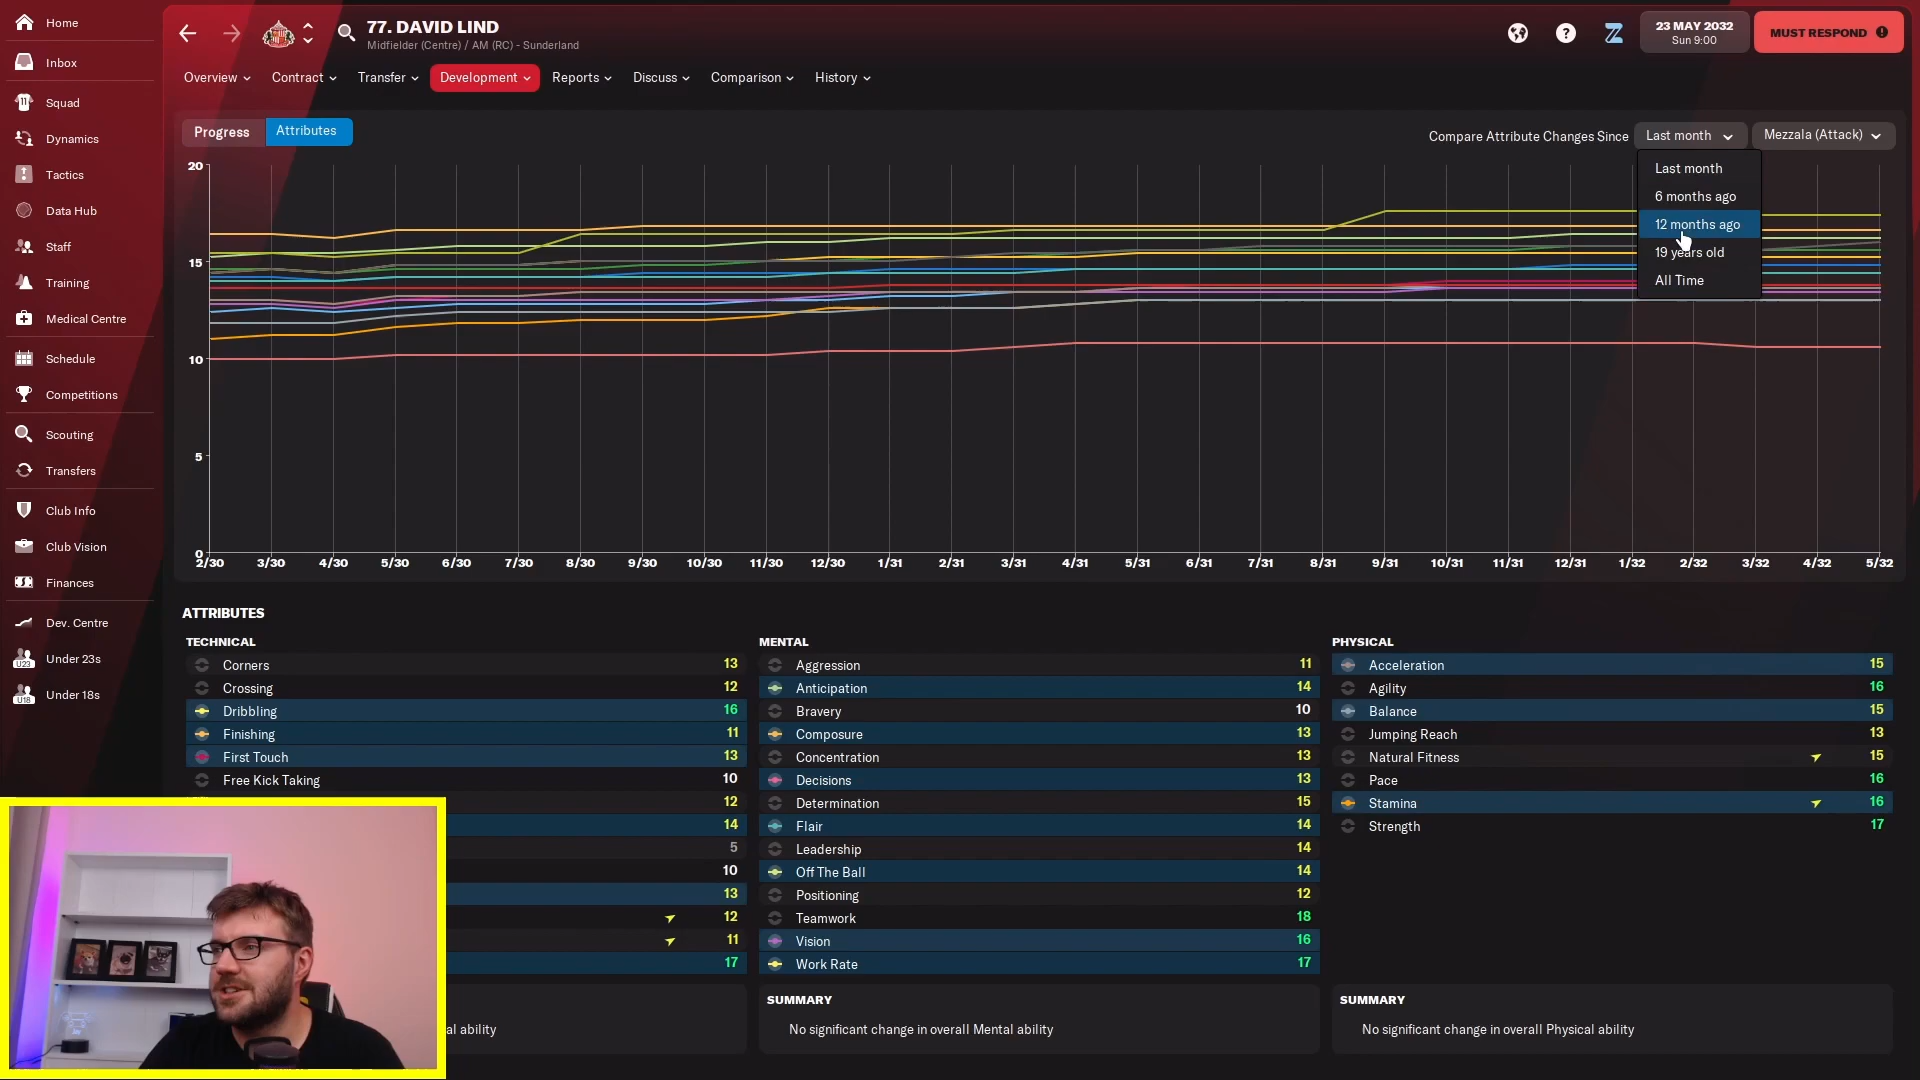 Home
Inbox
Squad
Dynamics
Tactics
Data Hub
Staff
Training
Medical Centre
Schedule
Competitions
Scouting
Transfers
Club Info
Club Vision
Finances
Dev. Centre
U23 Under 23s
U18 Under 18s
77. DAVID LIND
Midfielder (Centre) / AM (RC) - Sunderland
23 MAY 2032
Sun 9:00
MUST RESPOND
Overview Contract Transfer Development Reports Discuss Comparison History
Progress Attributes
Compare Attribute Changes Since Last month Mezzala (Attack)
Last month
6 months ago
12 months ago
19 years old
All Time
20
15
10
5
0
2/30 3/30 4/30 5/30 6/30 7/30 8/30 9/30 10/30 11/30 12/30 1/31 2/31 3/31 4/31 5/31 6/31 7/31 8/31 9/31 10/31 11/31 12/31 1/32 2/32 3/32 4/32 5/32
ATTRIBUTES
TECHNICAL
Corners 13
Crossing 12
Dribbling 16
Finishing 11
First Touch 13
Free Kick Taking 10
12
14
5
10
13
12
11
17
al ability
MENTAL
Aggression 11
Anticipation 14
Bravery 10
Composure 13
Concentration 13
Decisions 13
Determination 15
Flair 14
Leadership 14
Off The Ball 14
Positioning 12
Teamwork 18
Vision 16
Work Rate 17
SUMMARY
No significant change in overall Mental ability
PHYSICAL
Acceleration 15
Agility 16
Balance 15
Jumping Reach 13
Natural Fitness 15
Pace 16
Stamina 16
Strength 17
SUMMARY
No significant change in overall Physical ability